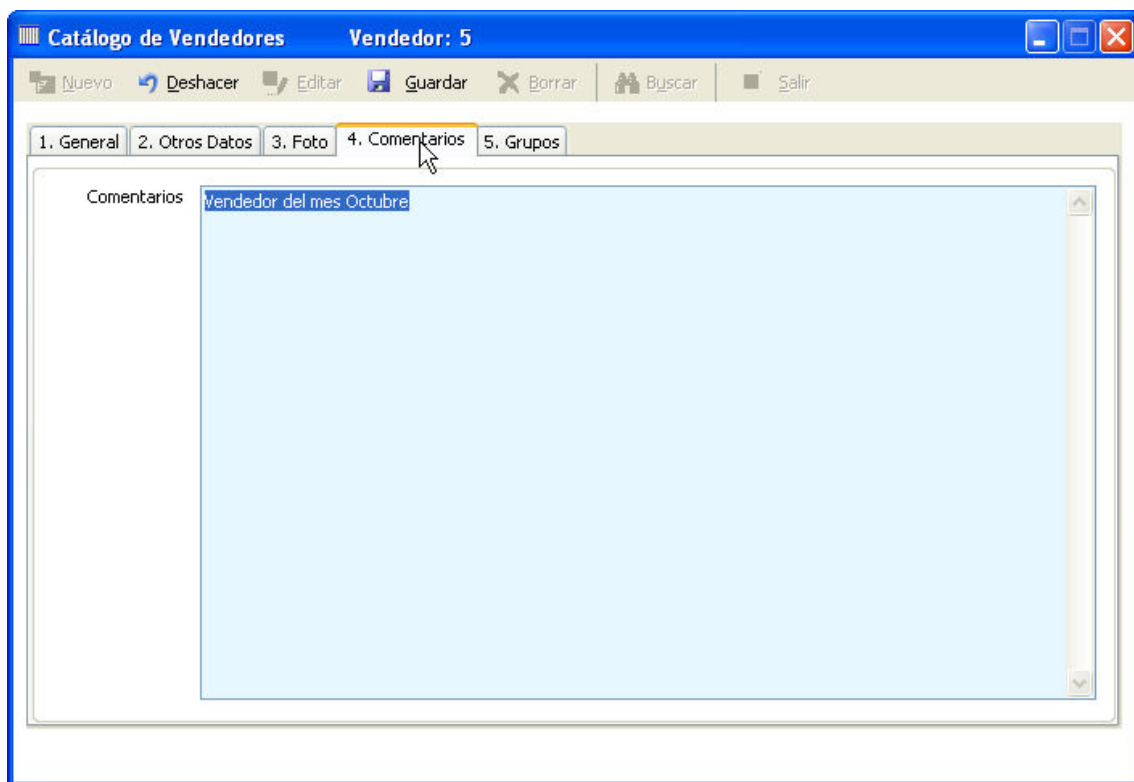 Catálogo de Vendedores Vendedor: 5
Nuevo Deshacer Editar Guardar Borrar Buscar Salir
1. General 2. Otros Datos 3. Foto 4. Comentarios 5. Grupos
Comentarios Vendedor del mes Octubre